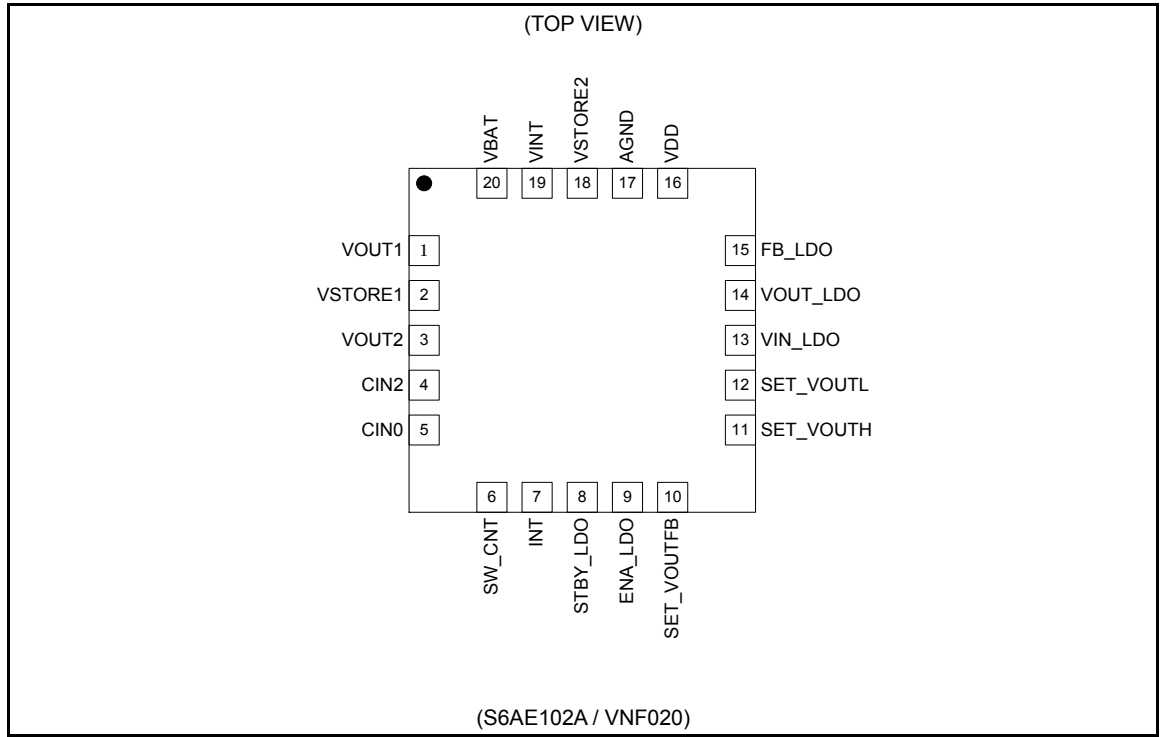 (TOP VIEW)
VBAT
VINT
VSTORE2
AGND
VDD
20 19 18 17 16
VOUT1 1
15 FB_LDO
VSTORE1 2
14 VOUT_LDO
VOUT2 3
13 VIN_LDO
CIN2 4
12 SET_VOUTL
CIN0 5
11 SET_VOUTH
6 7 8 9 10
SW_CNT
INT
STBY_LDO
ENA_LDO
SET_VOUTFB
(S6AE102A / VNF020)